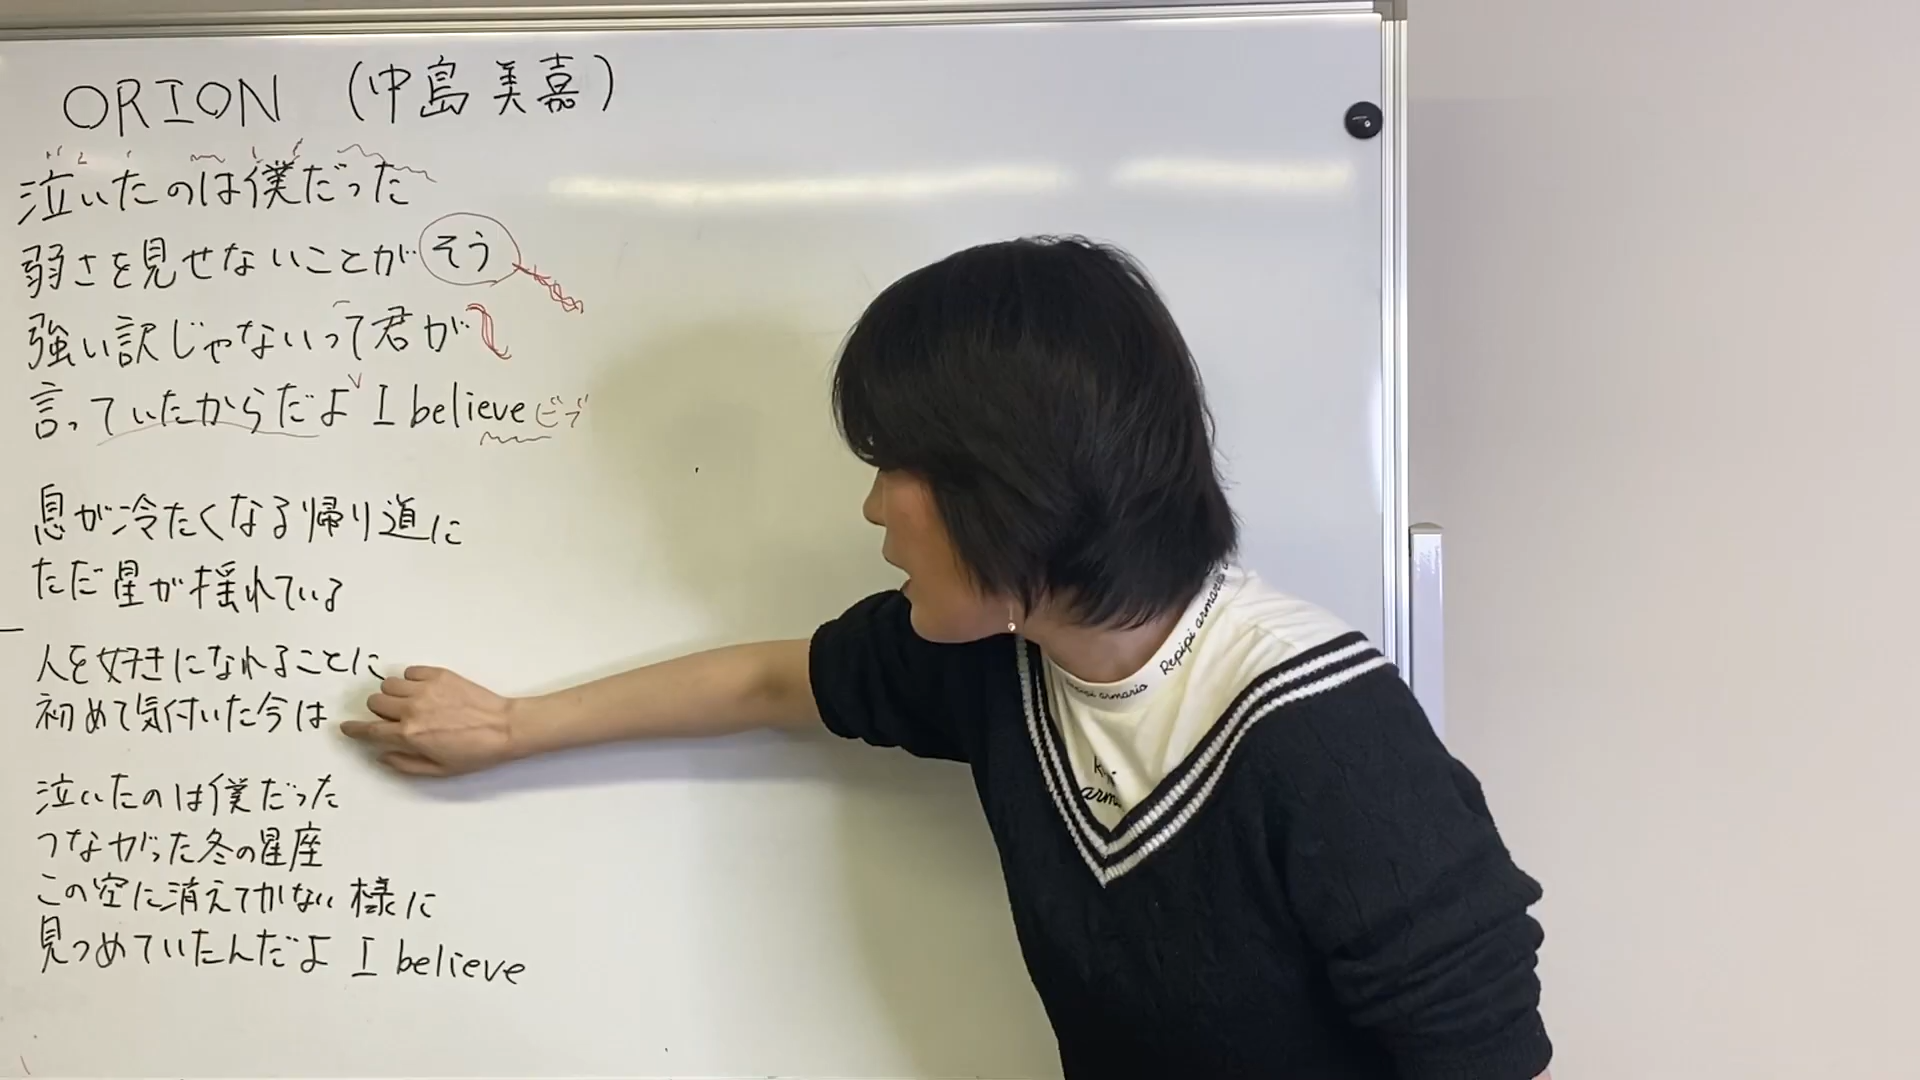 ORION (中島美嘉)
泣いたのは僕だった
弱さを見せないことが そう
強い訳じゃないって君が
言っていたからだよ I believe ビブ
息が冷たくなる帰り道に
ただ星が揺れている
人を好きになれることに
初めて気付いた今は
泣いたのは僕だった
つながった冬の星座
この空に消えてかない様に
見つめていたんだよ I believe
Repipi armario
armario